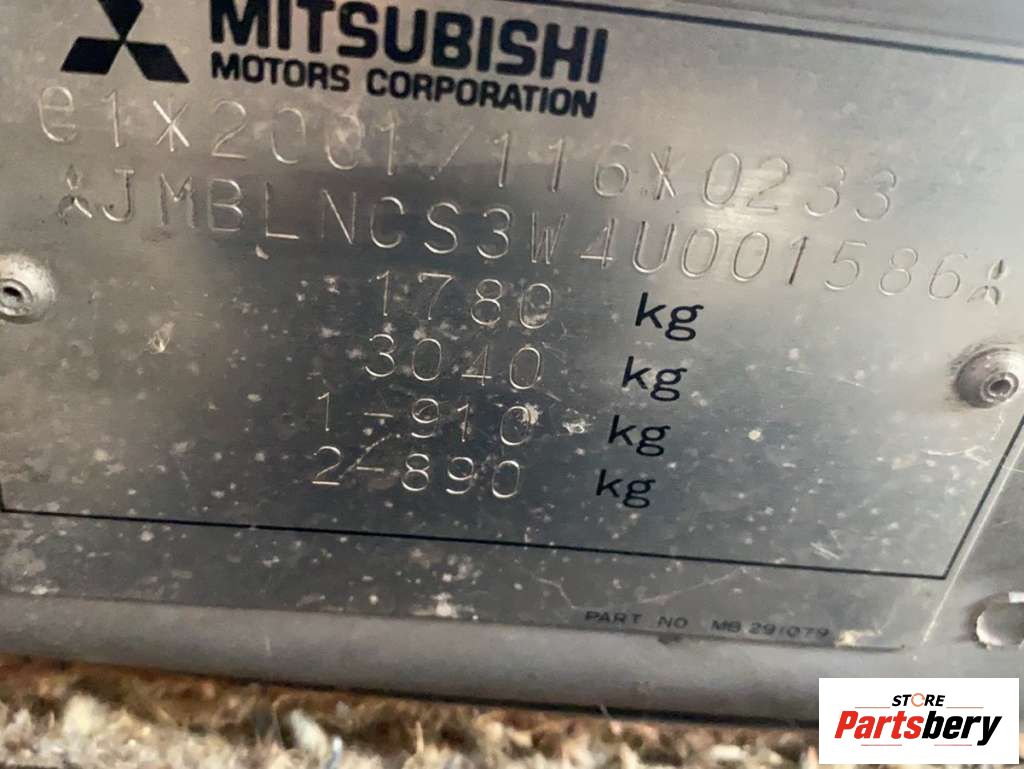 MITSUBISHI
MOTORS CORPORATION
e1*2001/116*0233
JMBLNCS3W4U001586
1780 kg
3040 kg
1-910 kg
2-890 kg
PART NO MB 291079
STORE
Partsbery